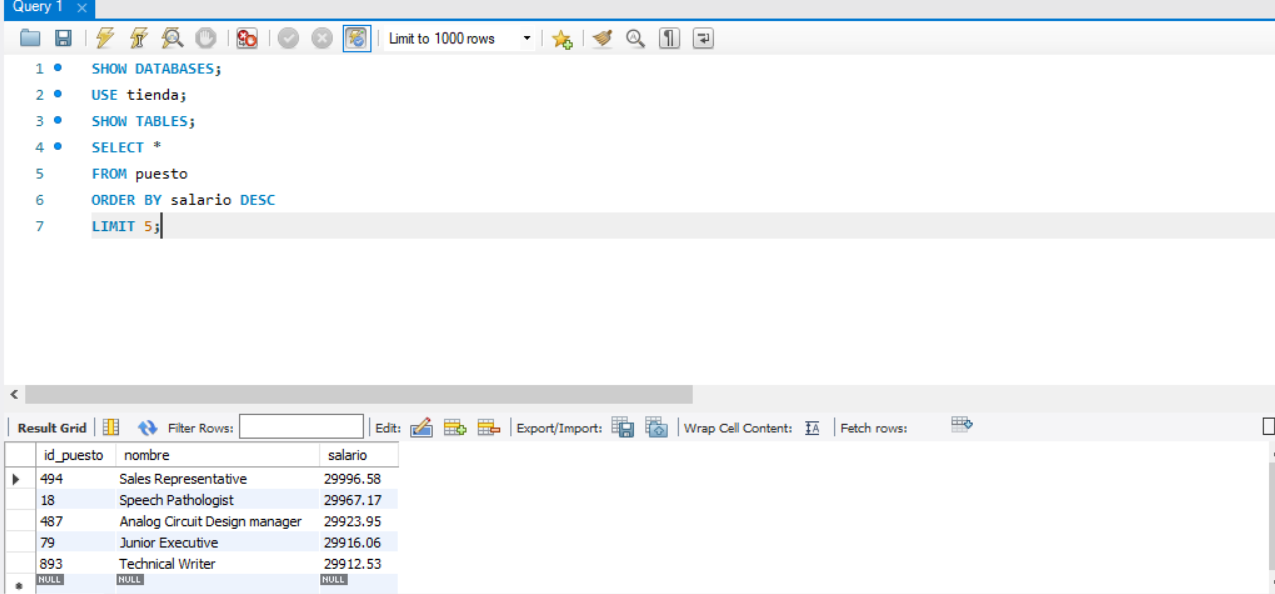 Query 1
Limit to 1000 rows
1 SHOW DATABASES;
2 USE tienda;
3 SHOW TABLES;
4 SELECT *
5 FROM puesto
6 ORDER BY salario DESC
7 LIMIT 5;
Result Grid Filter Rows: Edit: Export/Import: Wrap Cell Content: Fetch rows:
id_puesto nombre salario
494 Sales Representative 29996.58
18 Speech Pathologist 29967.17
487 Analog Circuit Design manager 29923.95
79 Junior Executive 29916.06
893 Technical Writer 29912.53
NULL NULL NULL